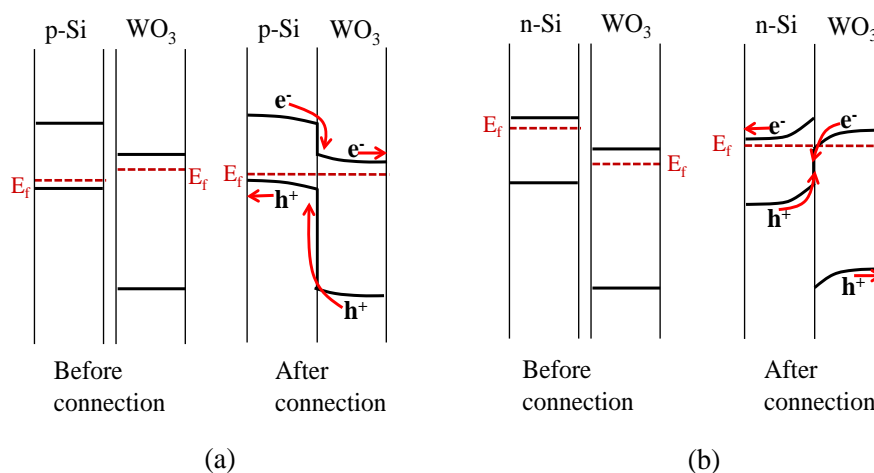 p-Si WO3 p-Si WO3
e-
e-
Ef
Ef
Ef
h+
h+
Before connection
After connection
(a)
n-Si WO3 n-Si WO3
Ef
Ef
e-
e-
Ef
h+
h+
Before connection
After connection
(b)